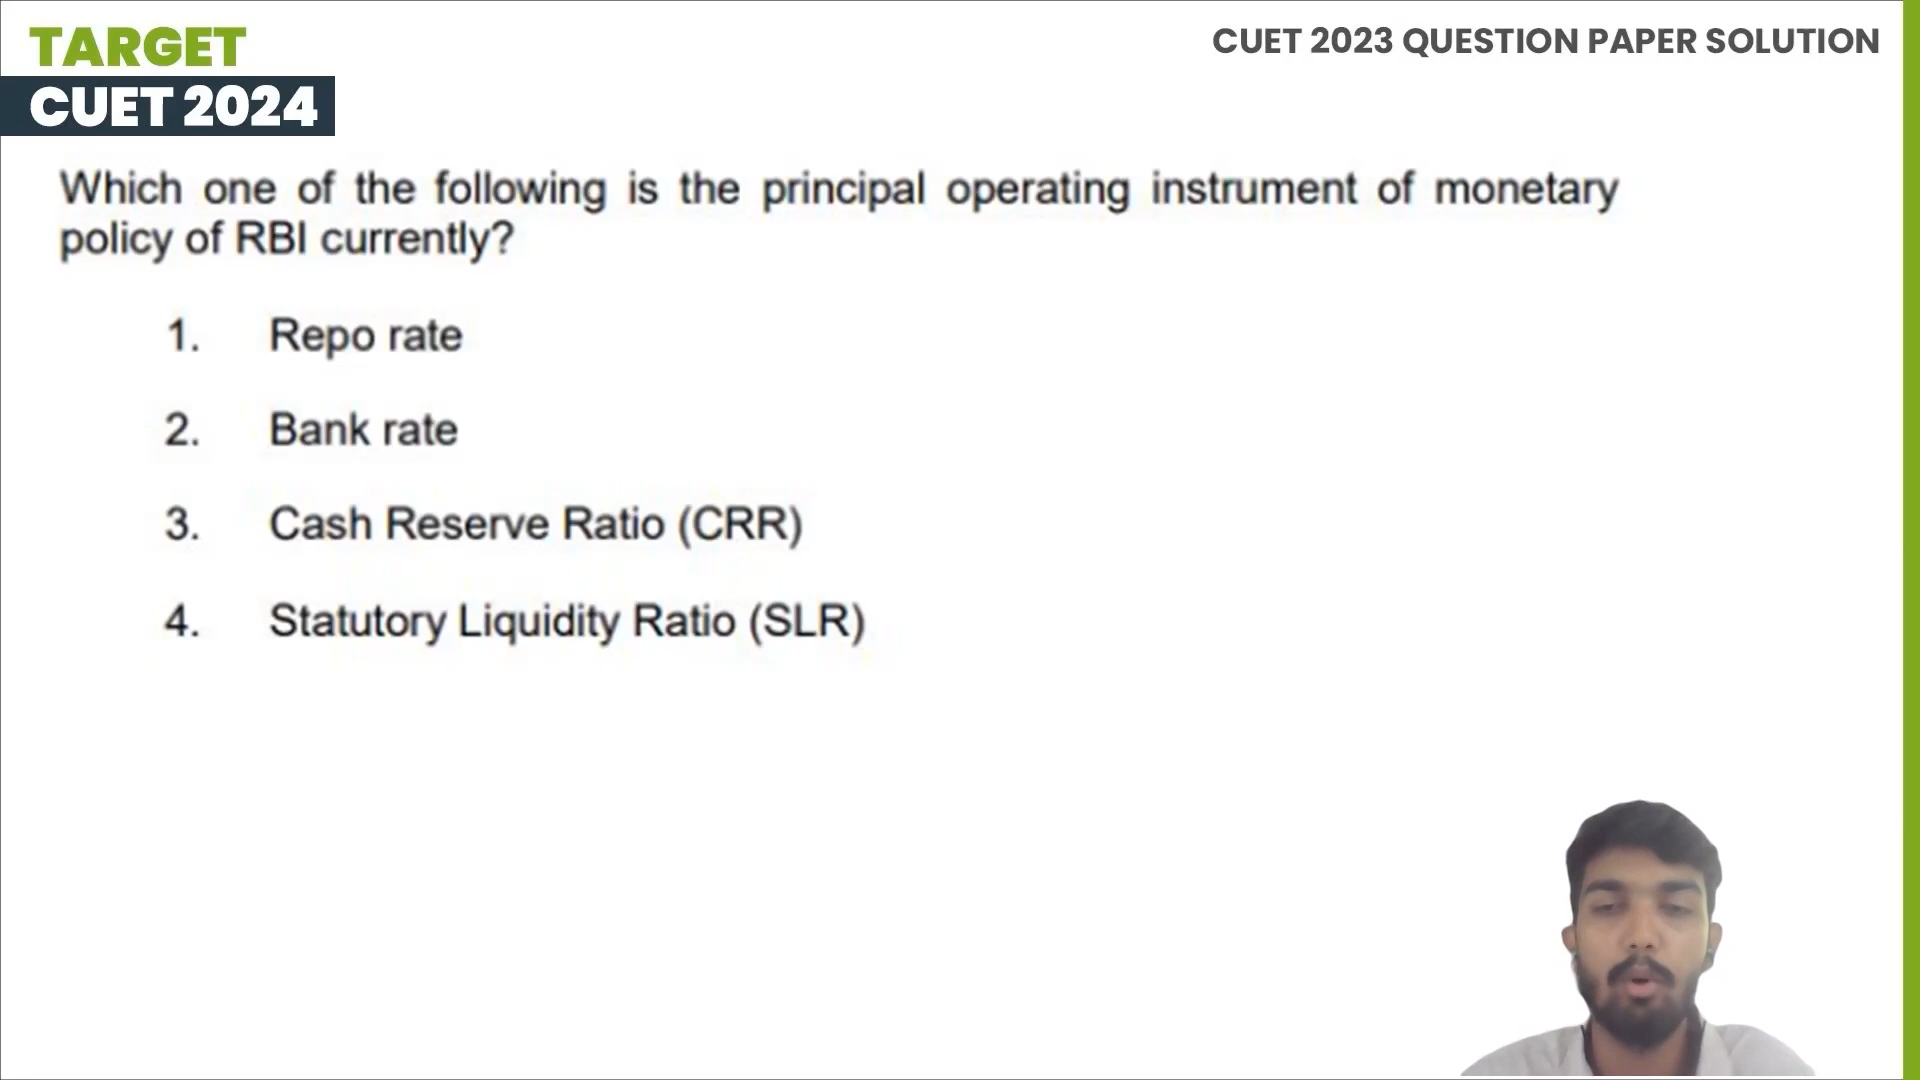 TARGET
CUET 2024
CUET 2023 QUESTION PAPER SOLUTION
Which one of the following is the principal operating instrument of monetary
policy of RBI currently?
1. Repo rate
2. Bank rate
3. Cash Reserve Ratio (CRR)
4. Statutory Liquidity Ratio (SLR)